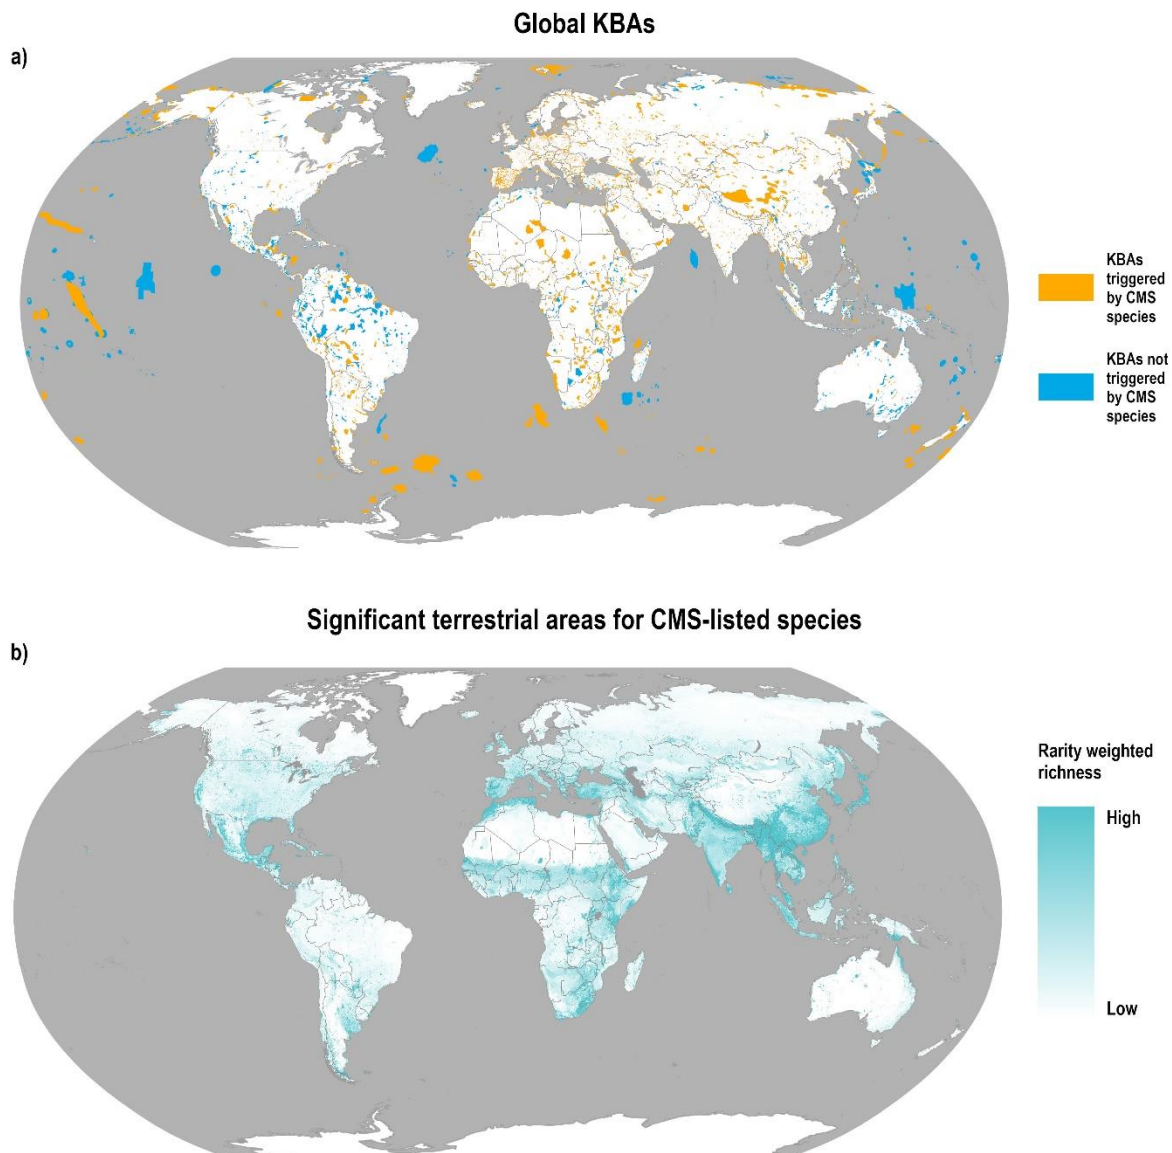 Global KBAs
a)
KBAs
triggered
by CMS
species
KBAs not
triggered
by CMS
species
Significant terrestrial areas for CMS-listed species
b)
Rarity weighted
richness
High
Low